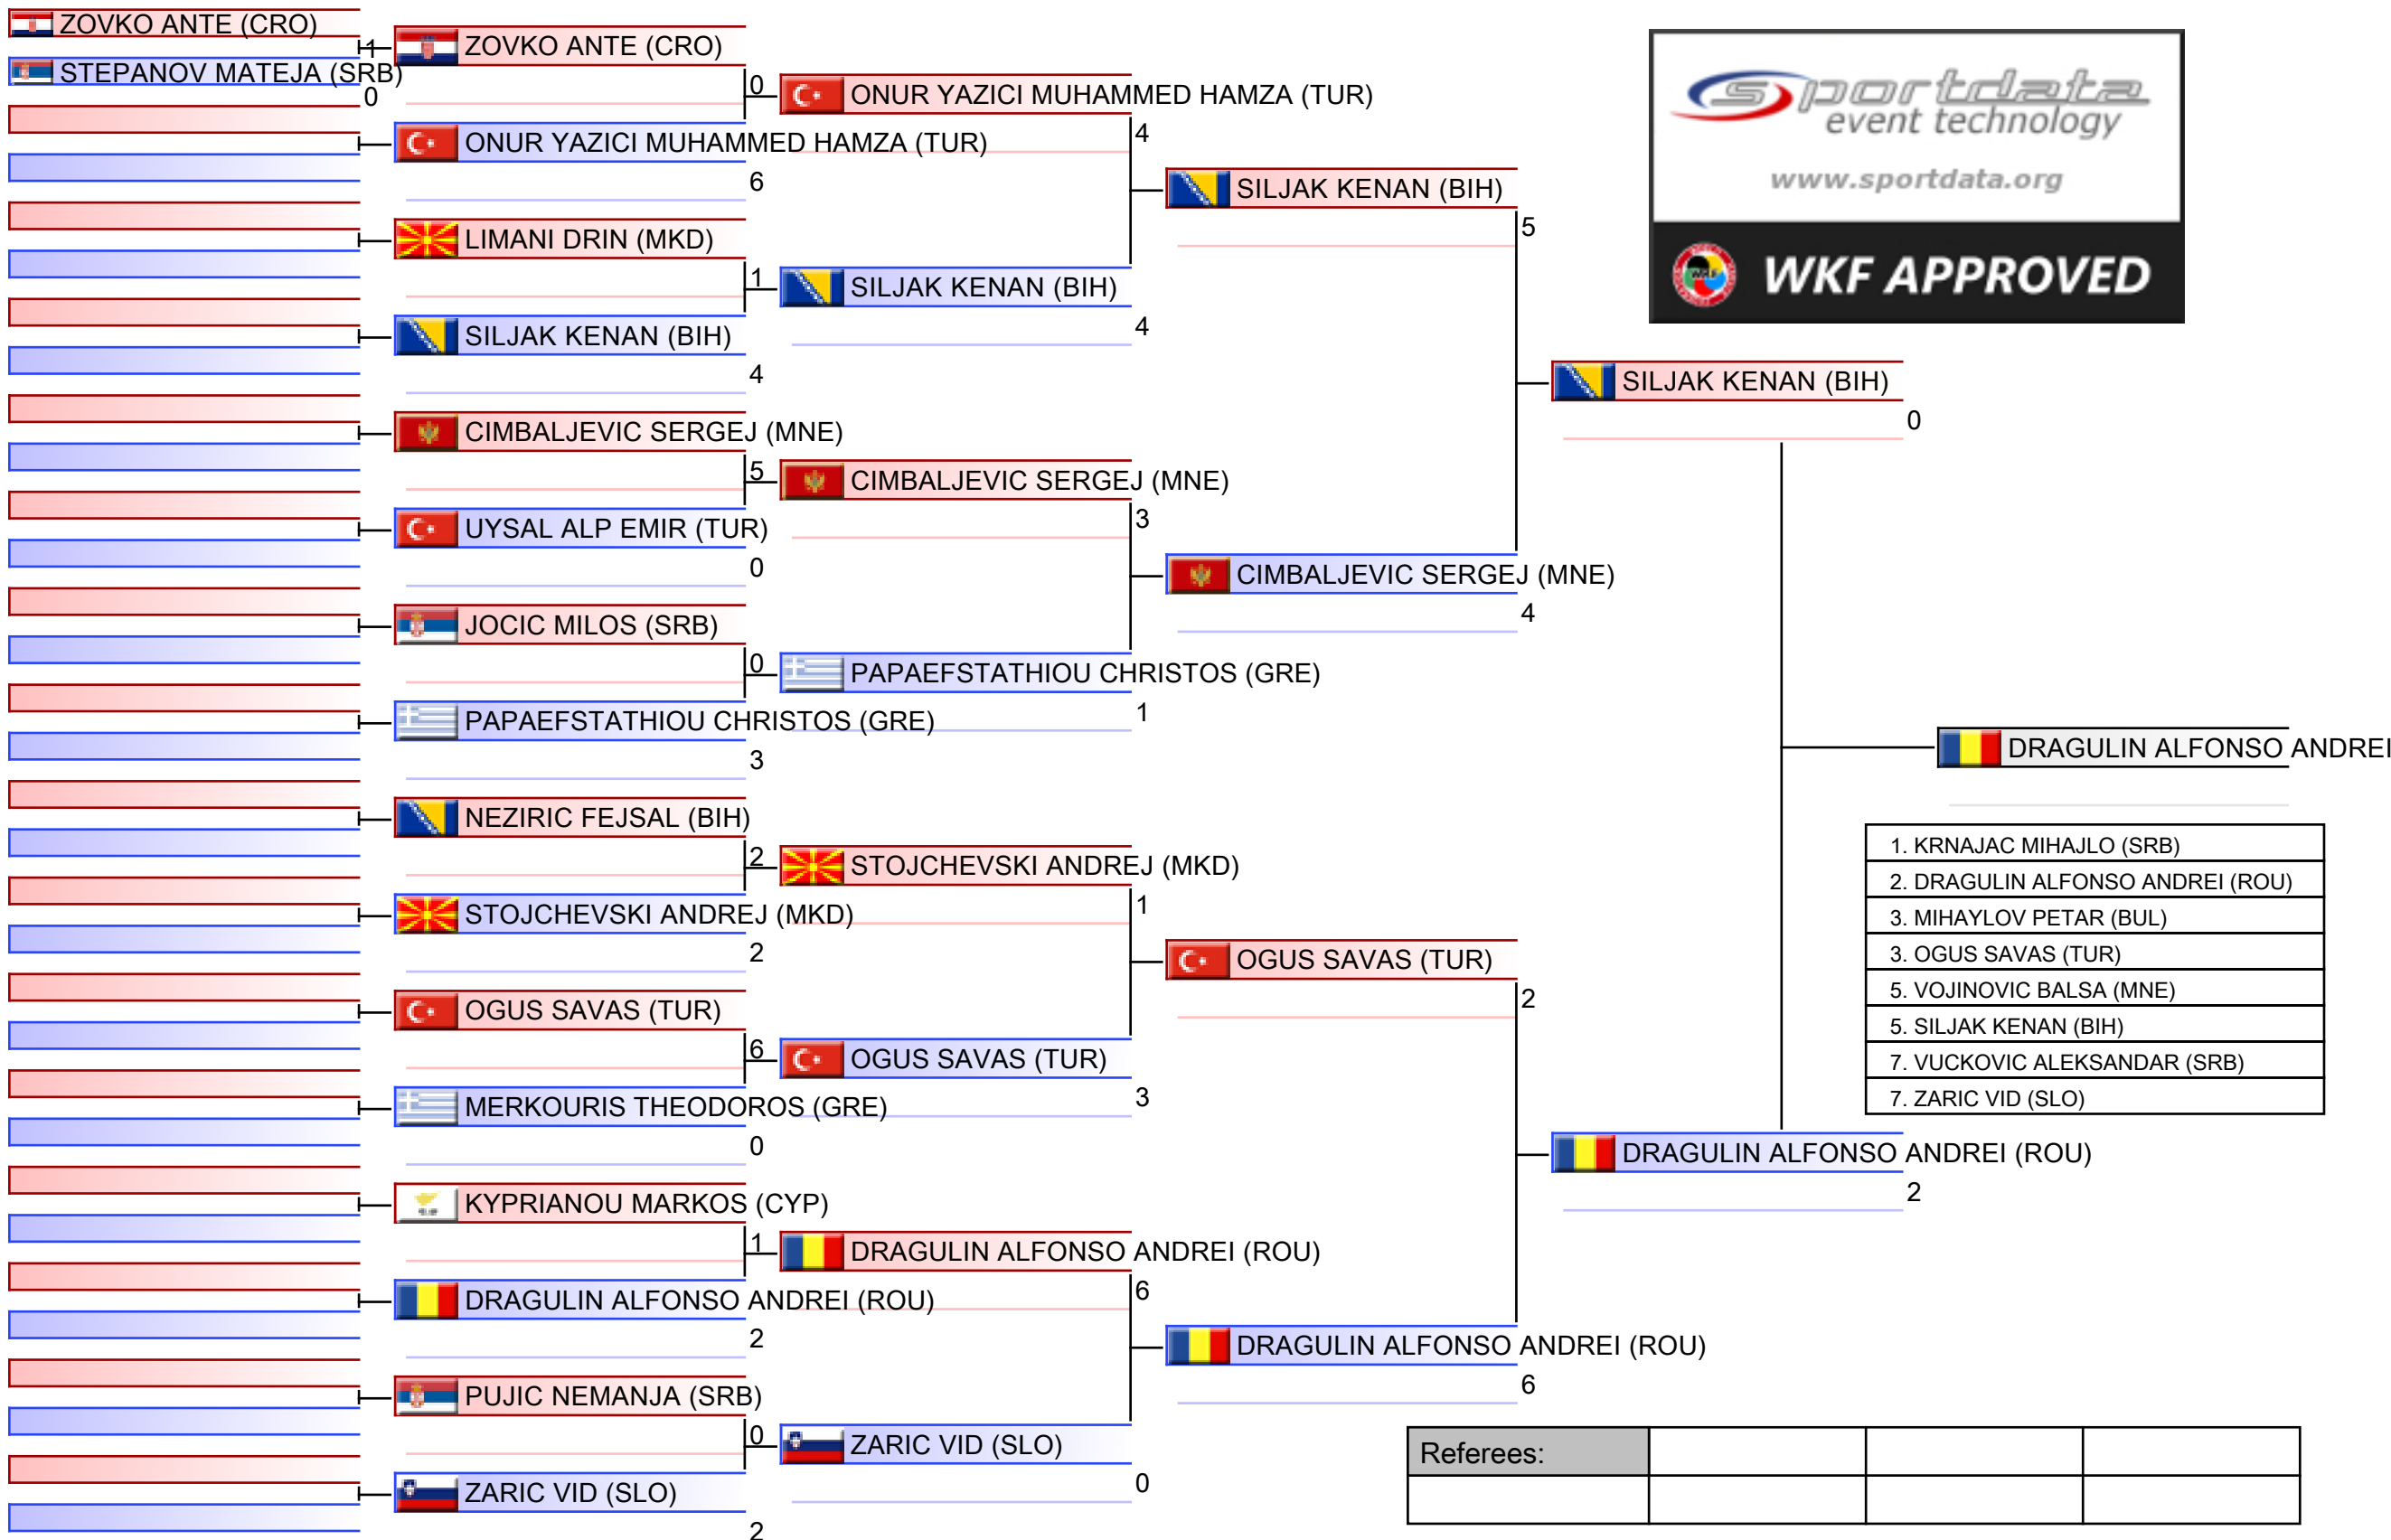 ZOVKO ANTE (CRO)
1
STEPANOV MATEJA (SRB)
0
ZOVKO ANTE (CRO)
0
ONUR YAZICI MUHAMMED HAMZA (TUR)
6
LIMANI DRIN (MKD)
1
SILJAK KENAN (BIH)
4
CIMBALJEVIC SERGEJ (MNE)
5
UYSAL ALP EMIR (TUR)
0
JOCIC MILOS (SRB)
0
PAPAEFSTATHIOU CHRISTOS (GRE)
3
NEZIRIC FEJSAL (BIH)
2
STOJCHEVSKI ANDREJ (MKD)
2
OGUS SAVAS (TUR)
6
MERKOURIS THEODOROS (GRE)
0
KYPRIANOU MARKOS (CYP)
1
DRAGULIN ALFONSO ANDREI (ROU)
2
PUJIC NEMANJA (SRB)
0
ZARIC VID (SLO)
2
ONUR YAZICI MUHAMMED HAMZA (TUR)
4
SILJAK KENAN (BIH)
4
CIMBALJEVIC SERGEJ (MNE)
3
PAPAEFSTATHIOU CHRISTOS (GRE)
1
STOJCHEVSKI ANDREJ (MKD)
1
OGUS SAVAS (TUR)
3
DRAGULIN ALFONSO ANDREI (ROU)
6
ZARIC VID (SLO)
0
SILJAK KENAN (BIH)
5
CIMBALJEVIC SERGEJ (MNE)
4
OGUS SAVAS (TUR)
2
DRAGULIN ALFONSO ANDREI (ROU)
6
SILJAK KENAN (BIH)
0
DRAGULIN ALFONSO ANDREI (ROU)
2
DRAGULIN ALFONSO ANDREI
sportdata
event technology
www.sportdata.org
WKF
WKF APPROVED
1. KRNAJAC MIHAJLO (SRB)
2. DRAGULIN ALFONSO ANDREI (ROU)
3. MIHAYLOV PETAR (BUL)
3. OGUS SAVAS (TUR)
5. VOJINOVIC BALSA (MNE)
5. SILJAK KENAN (BIH)
7. VUCKOVIC ALEKSANDAR (SRB)
7. ZARIC VID (SLO)
Referees: